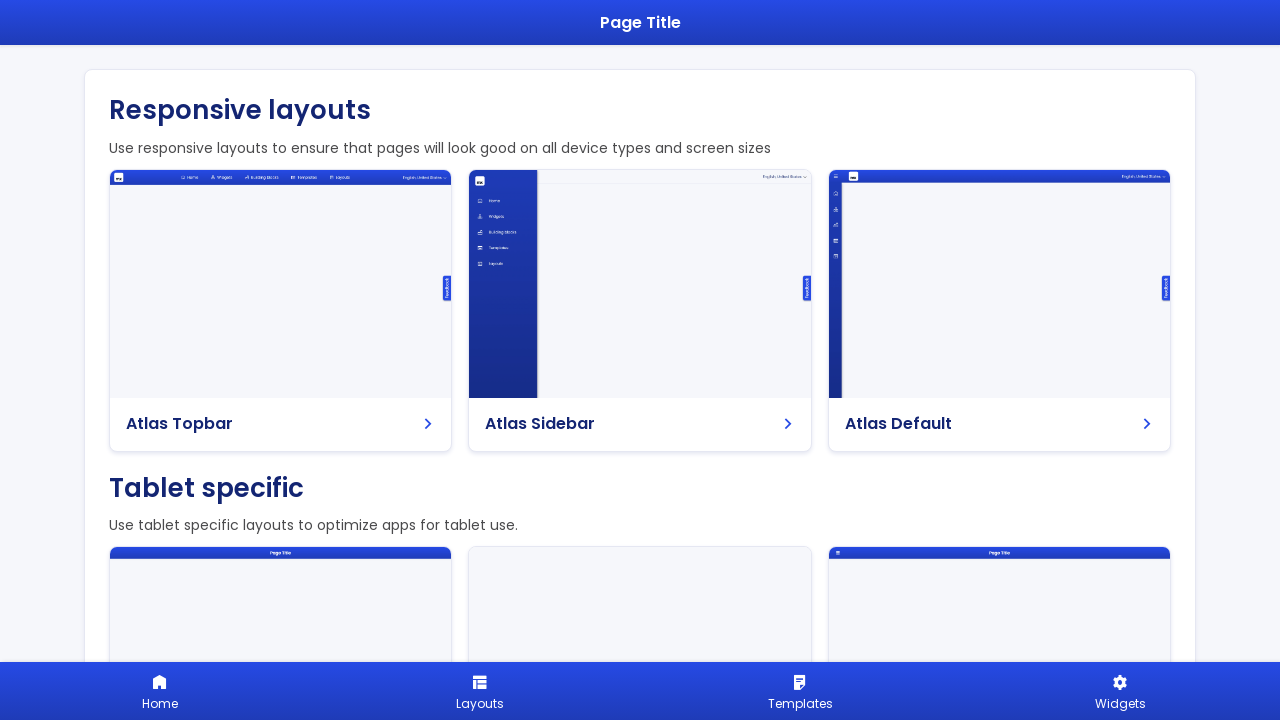 Page Title
Responsive layouts
Use responsive layouts to ensure that pages will look good on all device types and screen sizes
Home Widgets Building blocks Templates Layouts English, United States
Feedback
Atlas Topbar
English, United States
Home
Widgets
Building blocks
Templates
Layouts
Feedback
Atlas Sidebar
English, United States
Feedback
Atlas Default
Tablet specific
Use tablet specific layouts to optimize apps for tablet use.
Page Title
Page Title
Home
Layouts
Templates
Widgets